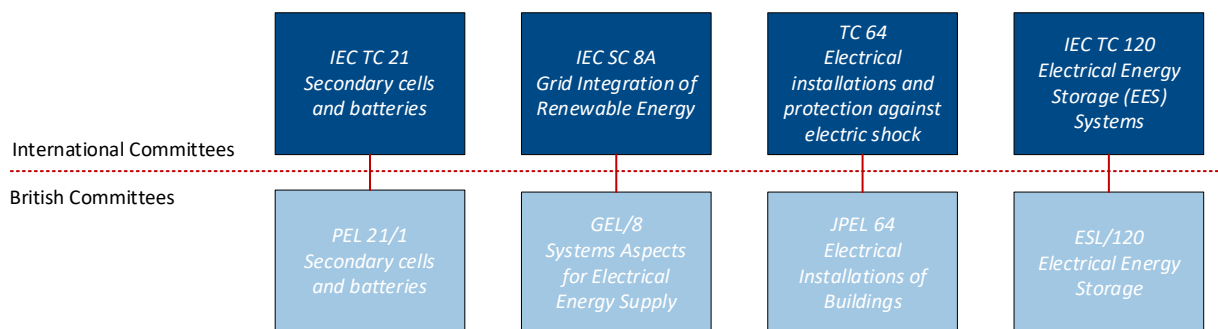 IEC TC 21
Secondary cells
and batteries
IEC SC 8A
Grid Integration of
Renewable Energy
TC 64
Electrical
installations and
protection against
electric shock
IEC TC 120
Electrical Energy
Storage (EES)
Systems
International Committees
British Committees
PEL 21/1
Secondary cells
and batteries
GEL/8
Systems Aspects
for Electrical
Energy Supply
JPEL 64
Electrical
Installations of
Buildings
ESL/120
Electrical Energy
Storage